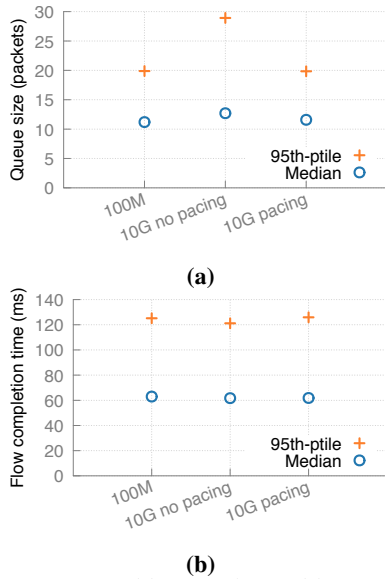 Queue size (packets)
30
25
20
15
10
5
0
95th-ptile
Median
100M
10G no pacing
10G pacing
(a)
Flow completion time (ms)
140
120
100
80
60
40
20
0
95th-ptile
Median
100M
10G no pacing
10G pacing
(b)